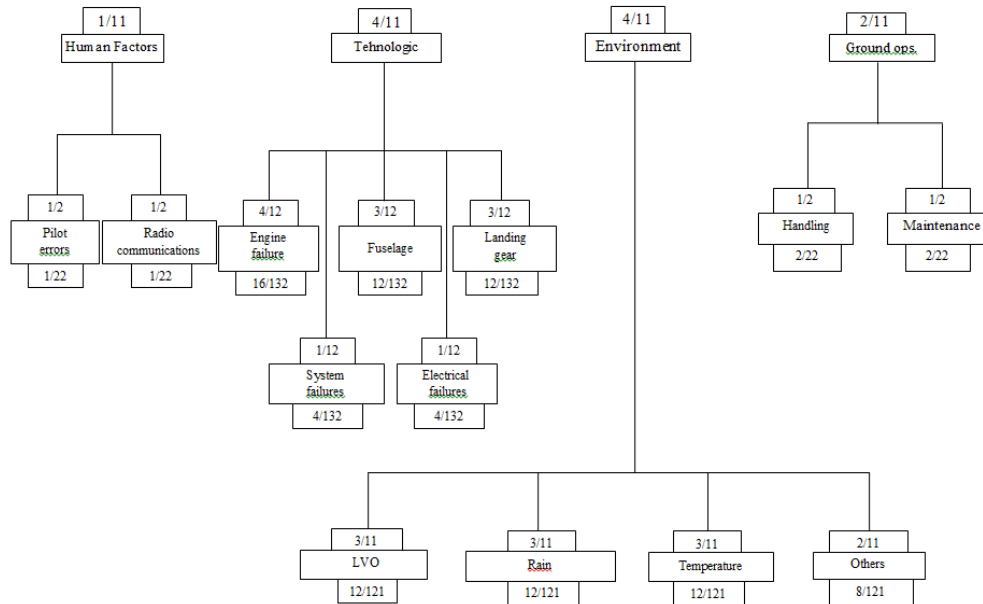 1/11
Human Factors
4/11
Tehnologic
4/11
Environment
2/11
Ground ops.
1/2
Pilot
errors
1/22
1/2
Radio
communications
1/22
4/12
Engine
failure
16/132
3/12
Fuselage
12/132
3/12
Landing
gear
12/132
1/2
Handling
2/22
1/2
Maintenance
2/22
1/12
System
failures
4/132
1/12
Electrical
failures
4/132
3/11
LVO
12/121
3/11
Rain
12/121
3/11
Temperature
12/121
2/11
Others
8/121